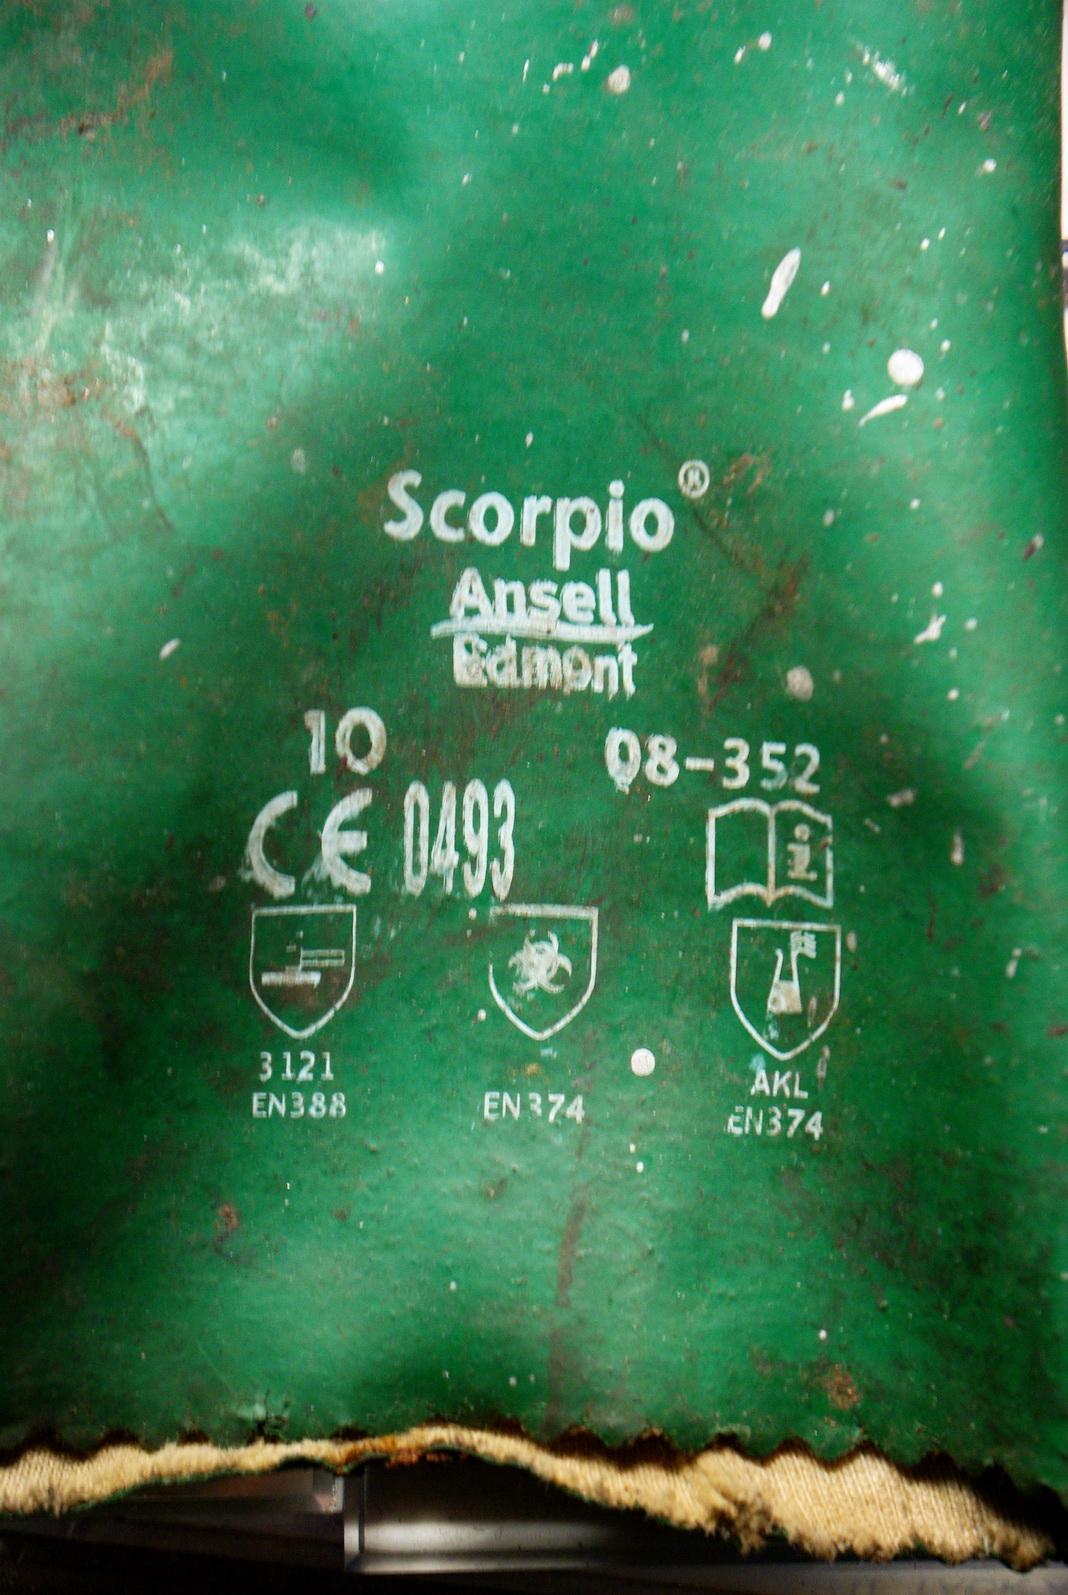 Scorpio®
Ansell
Edmont
10
08-352
CE 0493
i
3121
EN388
EN374
AKL
EN374